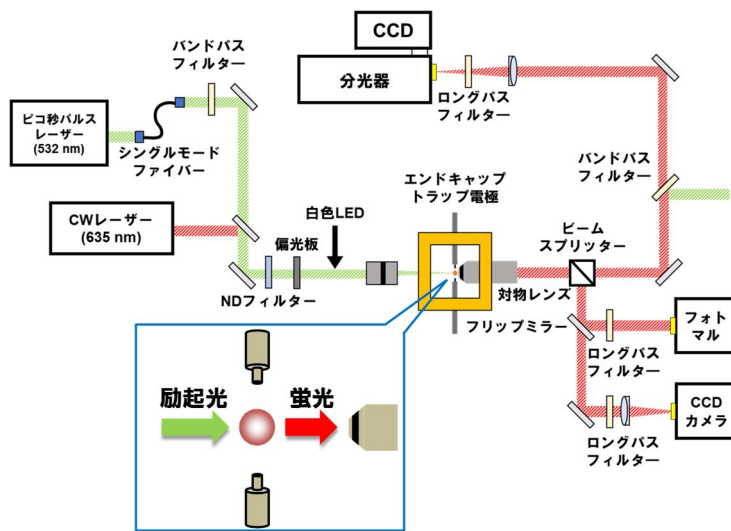 CCD
分光器
ロングパス
フィルター
バンドパス
フィルター
ピコ秒パルス
レーザー
(532 nm)
シングルモード
ファイバー
CWレーザー
(635 nm)
偏光板
NDフィルター
白色LED
エンドキャップ
トラップ電極
バンドパス
フィルター
ビーム
スプリッター
対物レンズ
フリップミラー
ロングパス
フィルター
フォト
マル
ロングパス
フィルター
CCD
カメラ
励起光
蛍光